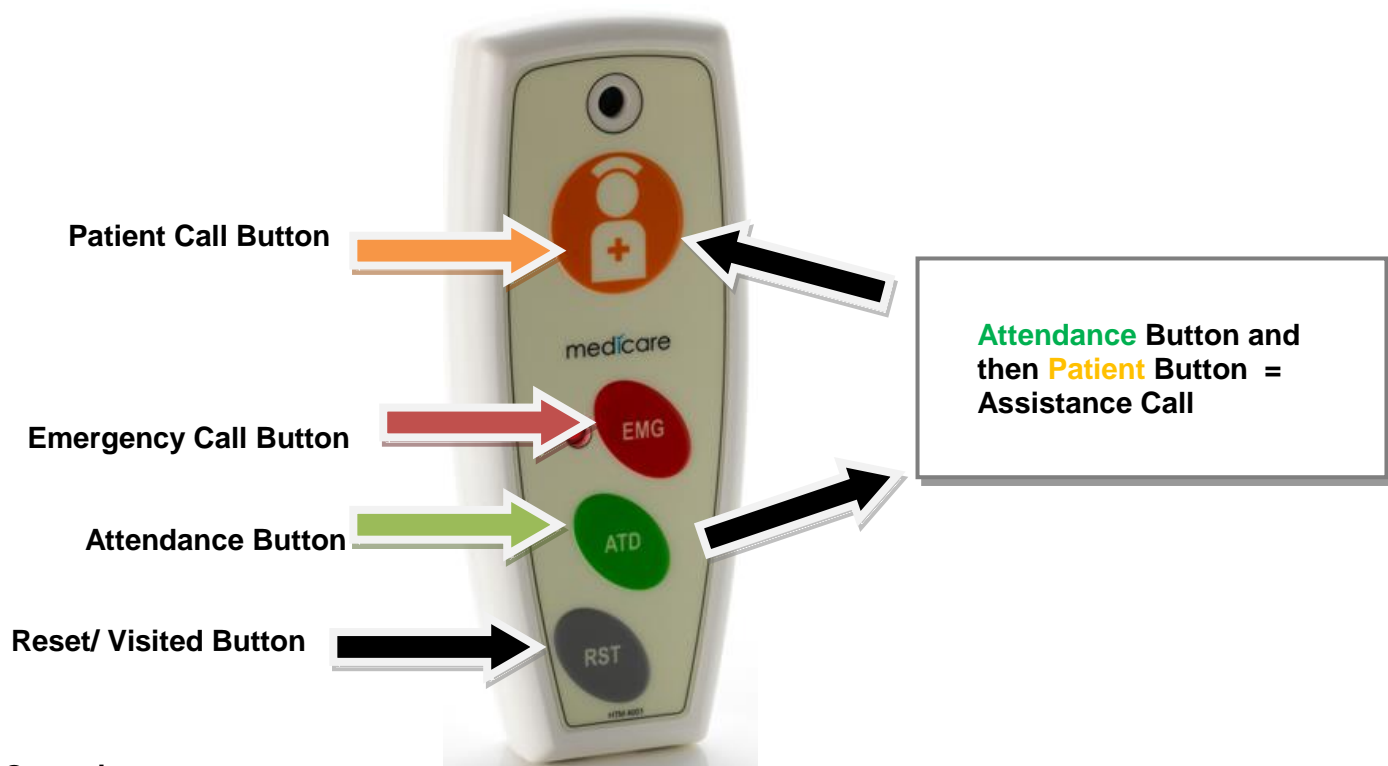 Patient Call Button
medicare
Attendance Button and
then Patient Button =
Assistance Call
Emergency Call Button
EMG
Attendance Button
ATD
Reset/ Visited Button
RST